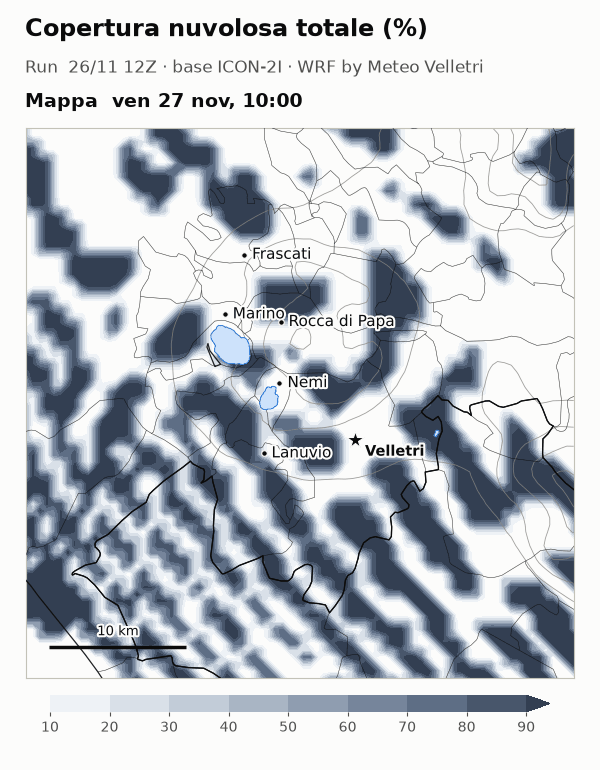 Copertura nuvolosa totale (%)
Run  26/11 12Z · base ICON-2I · WRF by Meteo Velletri
Mappa  ven 27 nov, 10:00
Frascati
Marino
Rocca di Papa
Nemi
Velletri
Lanuvio
10 km
10 20 30 40 50 60 70 80 90